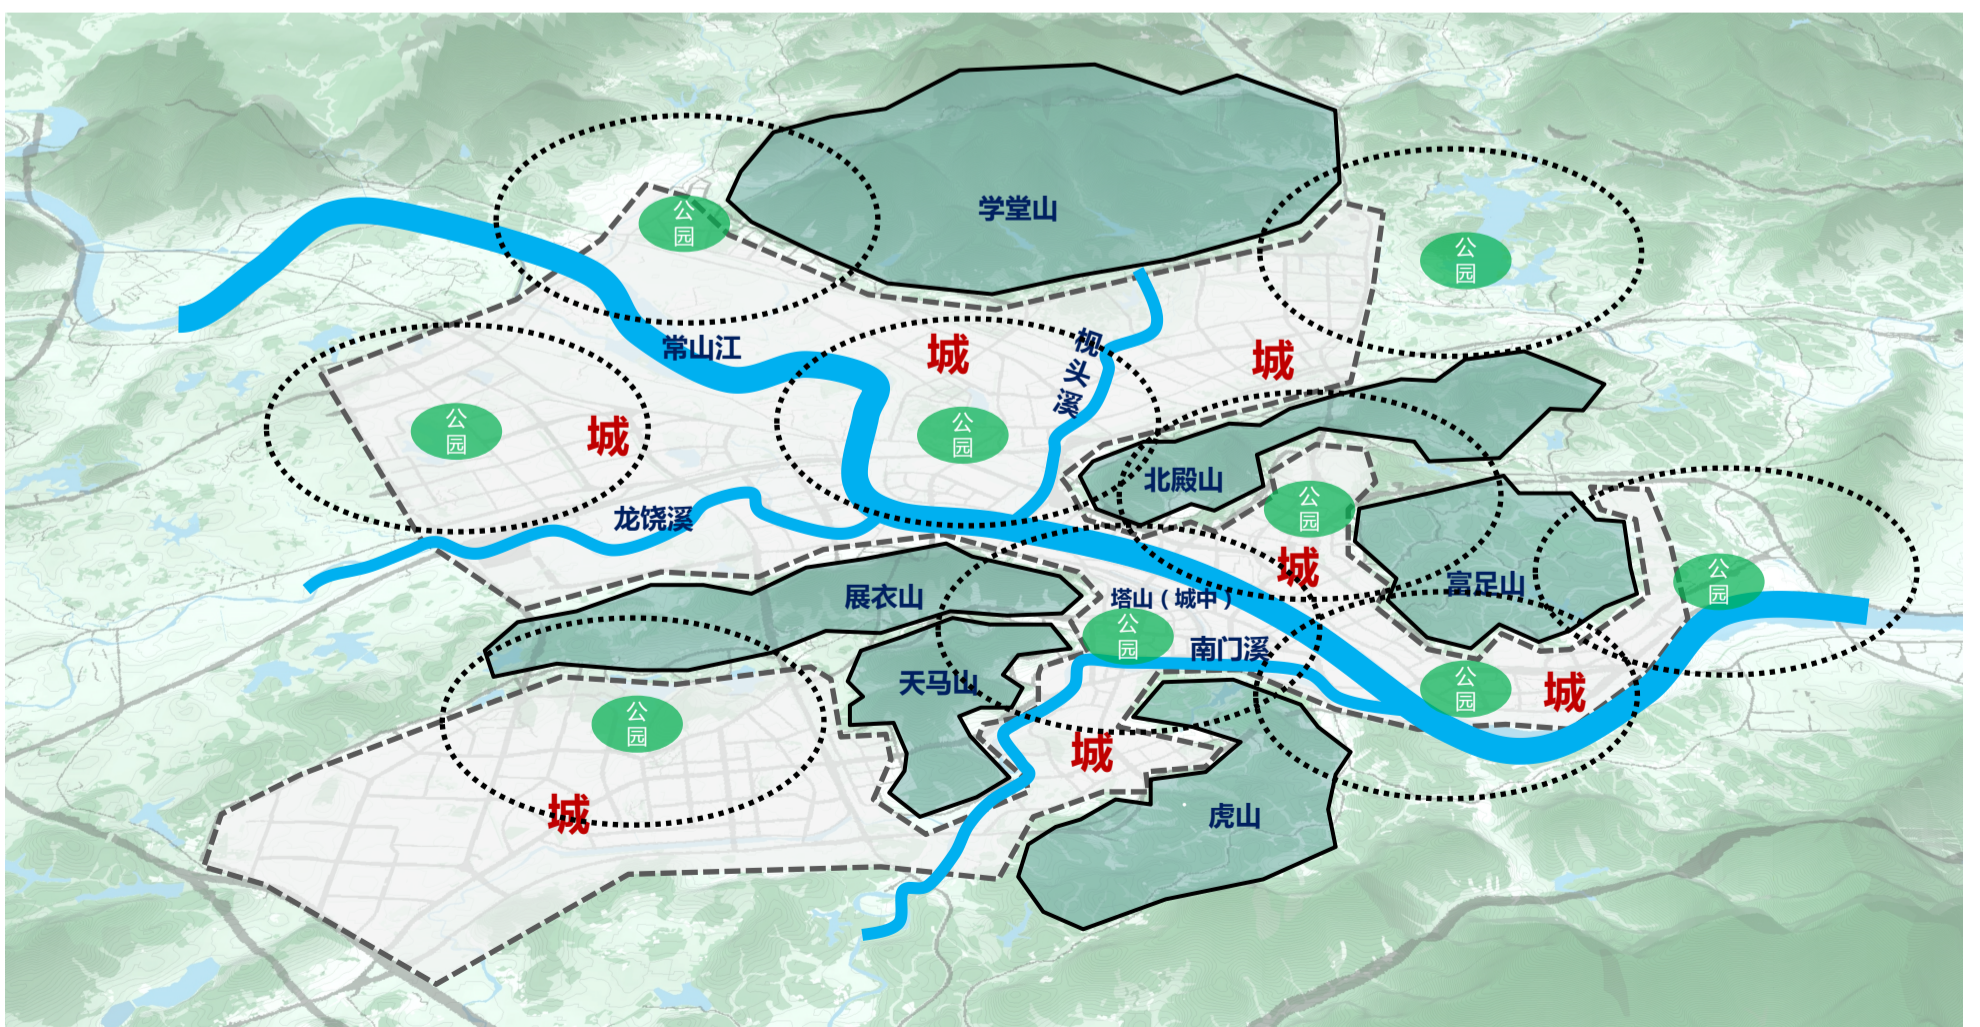 公
园
学堂山
公
园
常山江
城
枧
头
溪
城
公
园
城
公
园
北殿山
公
园
龙饶溪
城
富足山
公
园
展衣山
塔山（城中）
公
园
南门溪
天马山
公
园
城
公
园
城
城
虎山